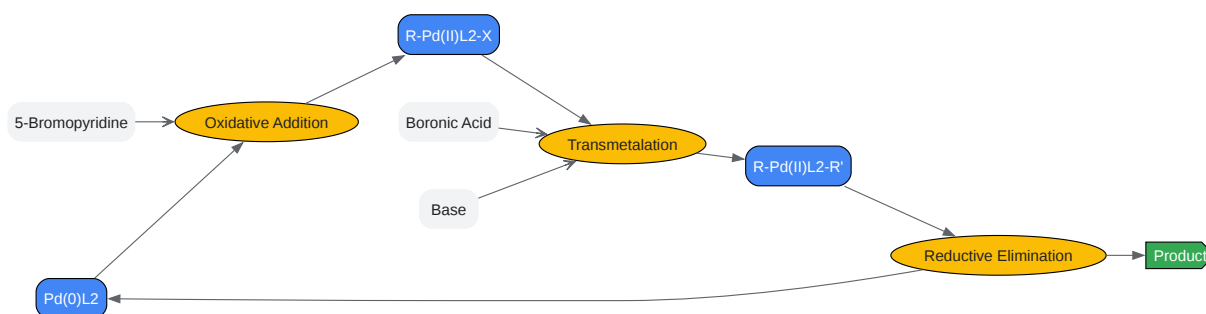 R-Pd(II)L2-X
5-Bromopyridine
Oxidative Addition
Boronic Acid
Transmetalation
R-Pd(II)L2-R'
Base
Reductive Elimination
Product
Pd(0)L2